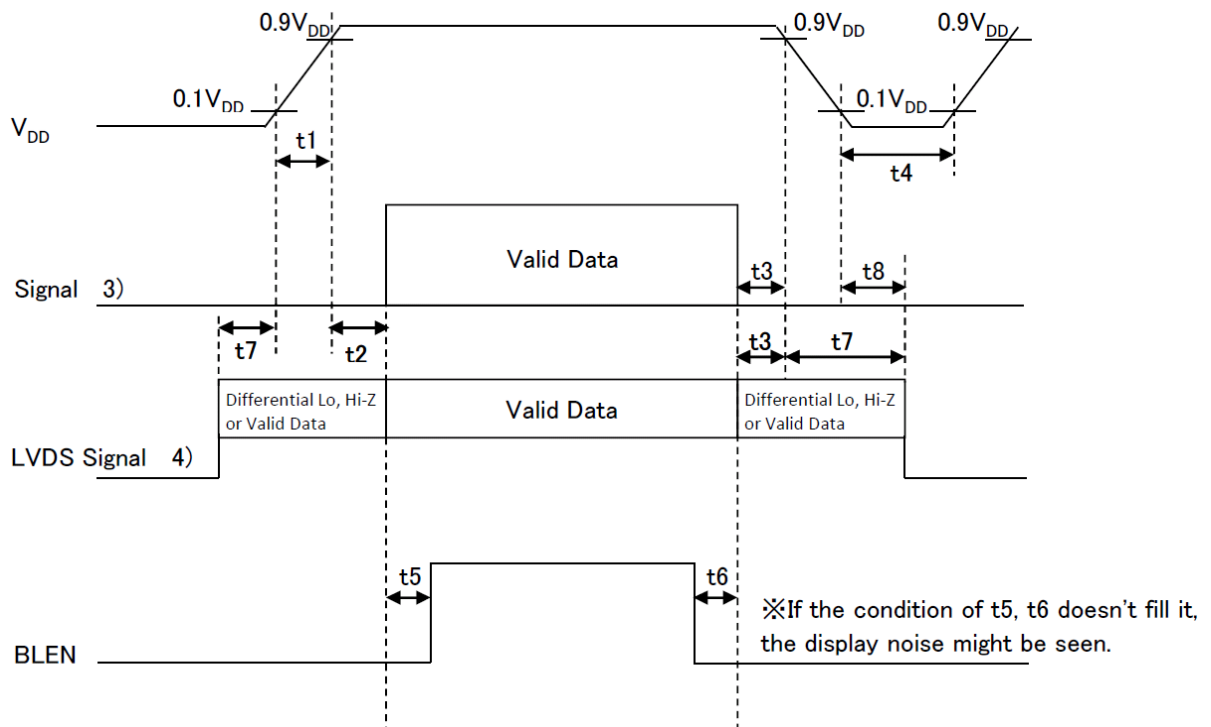 0.9VDD
0.9VDD
0.9VDD
0.1VDD
0.1VDD
VDD
t1
t4
Valid Data
t3
t8
Signal 3)
t7
t2
t3
t7
Differential Lo, Hi-Z
or Valid Data
Valid Data
Differential Lo, Hi-Z
or Valid Data
LVDS Signal 4)
t5
t6
※If the condition of t5, t6 doesn't fill it,
the display noise might be seen.
BLEN